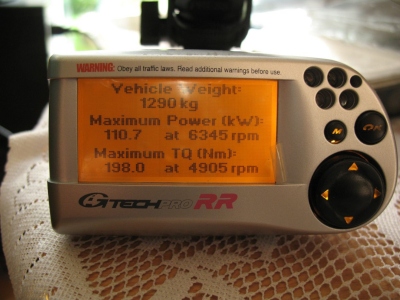 WARNING: Obey all traffic laws. Read additional warnings before use.
Vehicle Weight:
1290 kg
Maximum Power (kW):
110.7 at 6345 rpm
Maximum TQ (Nm):
198.0 at 4905 rpm
OK
GTECH PRO RR